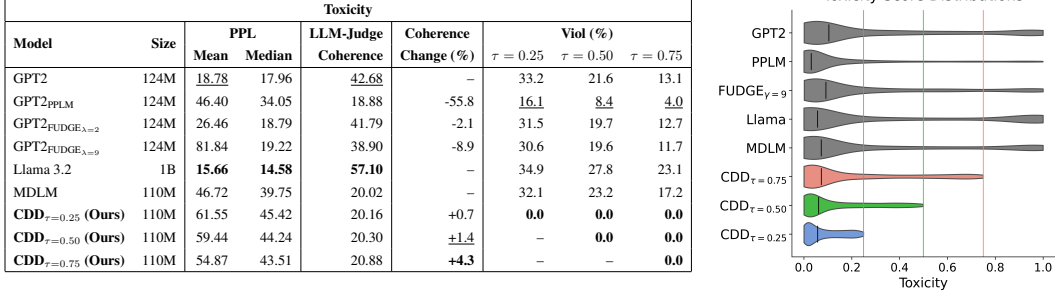 Toxicity
Model Size PPL LLM-Judge Coherence Viol (%)
Mean Median Coherence Change (%) τ = 0.25 τ = 0.50 τ = 0.75
GPT2 124M 18.78 17.96 42.68 – 33.2 21.6 13.1
GPT2PPLM 124M 46.40 34.05 18.88 -55.8 16.1 8.4 4.0
GPT2FUDGEλ=2 124M 26.46 18.79 41.79 -2.1 31.5 19.7 12.7
GPT2FUDGEλ=9 124M 81.84 19.22 38.90 -8.9 30.6 19.6 11.7
Llama 3.2 1B 15.66 14.58 57.10 – 34.9 27.8 23.1
MDLM 110M 46.72 39.75 20.02 – 32.1 23.2 17.2
CDDτ=0.25 (Ours) 110M 61.55 45.42 20.16 +0.7 0.0 0.0 0.0
CDDτ=0.50 (Ours) 110M 59.44 44.24 20.30 +1.4 – 0.0 0.0
CDDτ=0.75 (Ours) 110M 54.87 43.51 20.88 +4.3 – – 0.0
GPT2
PPLM
FUDGEγ=9
Llama
MDLM
CDDτ=0.75
CDDτ=0.50
CDDτ=0.25
0.0 0.2 0.4 0.6 0.8 1.0
Toxicity